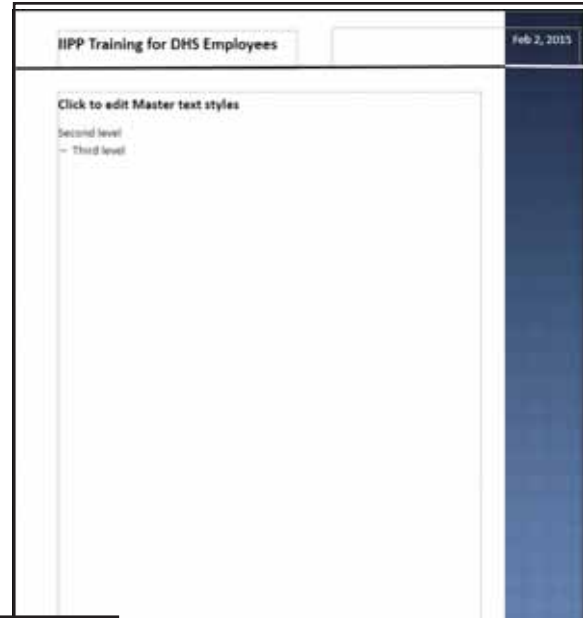 IIPP Training for DHS Employees
Feb 2, 2015
Click to edit Master text styles
Second level
– Third level